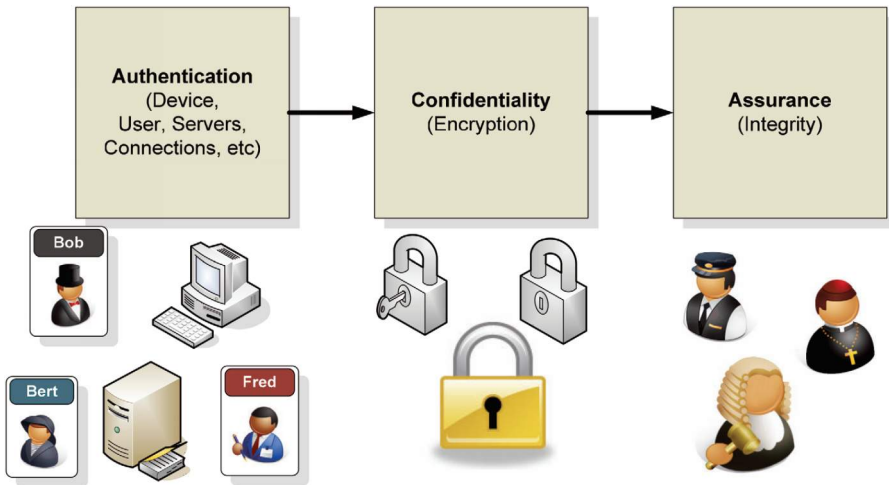 Authentication
(Device,
User, Servers,
Connections, etc)
Confidentiality
(Encryption)
Assurance
(Integrity)
Bob
Bert
Fred